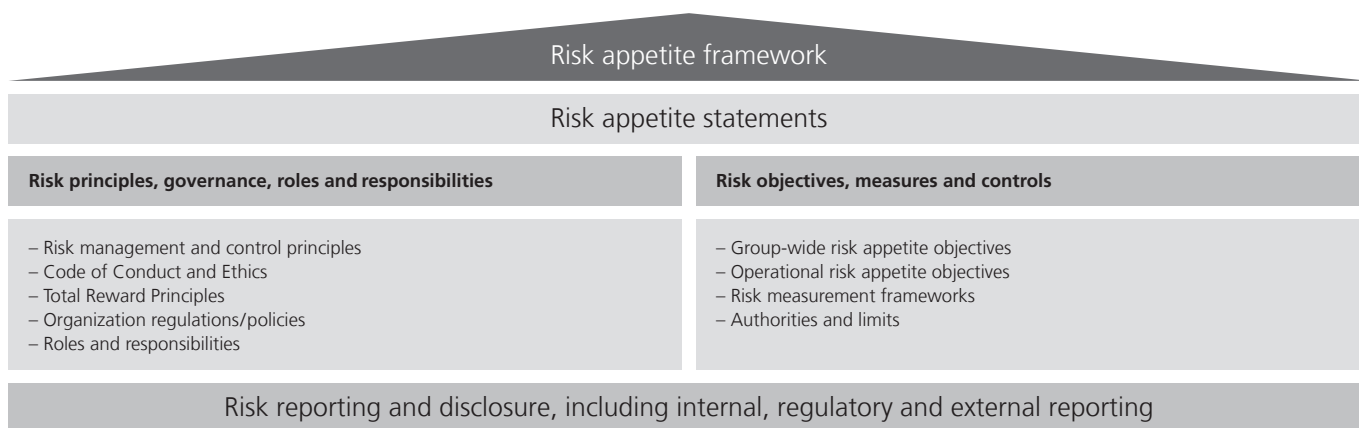 Risk appetite framework
Risk appetite statements
Risk principles, governance, roles and responsibilities
– Risk management and control principles
– Code of Conduct and Ethics
– Total Reward Principles
– Organization regulations/policies
– Roles and responsibilities
Risk objectives, measures and controls
– Group-wide risk appetite objectives
– Operational risk appetite objectives
– Risk measurement frameworks
– Authorities and limits
Risk reporting and disclosure, including internal, regulatory and external reporting